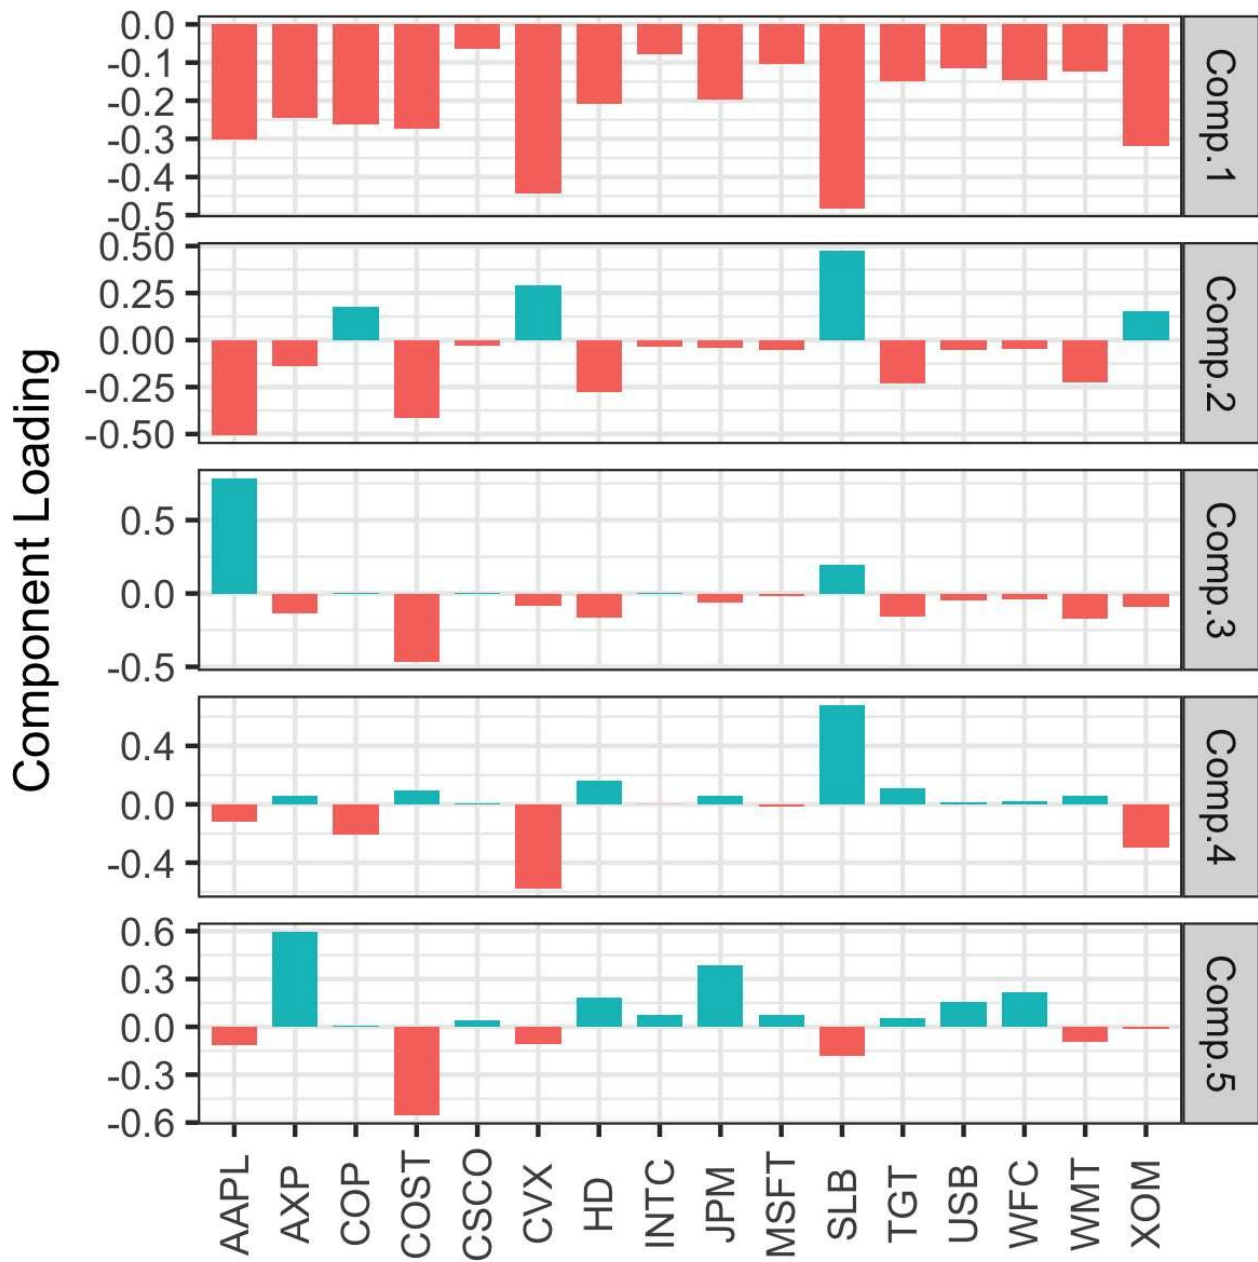 Component Loading
0.0
-0.1
-0.2
-0.3
-0.4
-0.5
Comp.1
0.50
0.25
0.00
-0.25
-0.50
Comp.2
0.5
0.0
-0.5
Comp.3
0.4
0.0
-0.4
Comp.4
0.6
0.3
0.0
-0.3
-0.6
Comp.5
AAPL
AXP
COP
COST
CSCO
CVX
HD
INTC
JPM
MSFT
SLB
TGT
USB
WFC
WMT
XOM